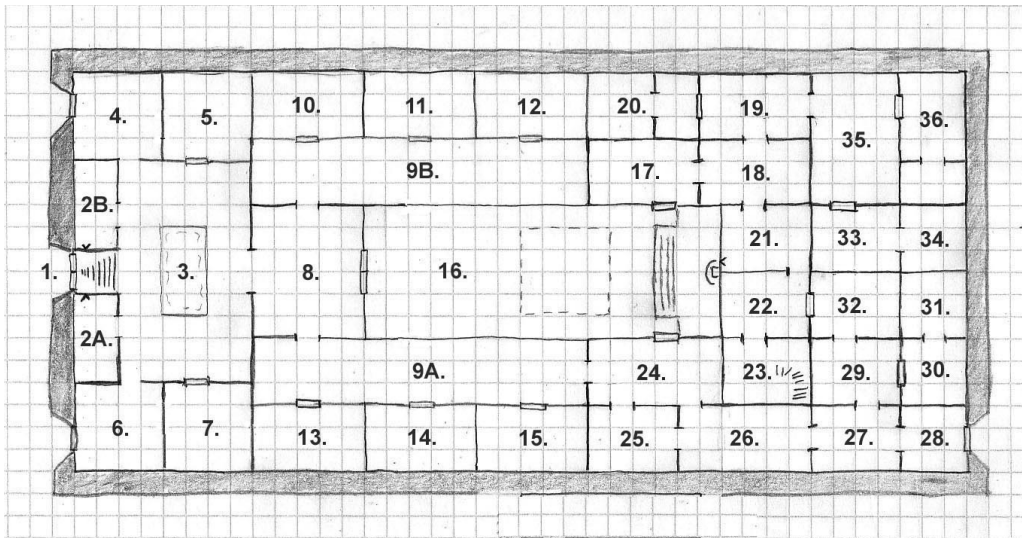 10. 11. 12. 20. 19. 36.
4. 5. 35.
9B. 17. 18.
2B. 21. 33. 34.
1. 3. 8. 16.
22. 32. 31.
2A.
9A. 24. 23. 29. 30.
6. 7. 13. 14. 15. 25. 26. 27. 28.